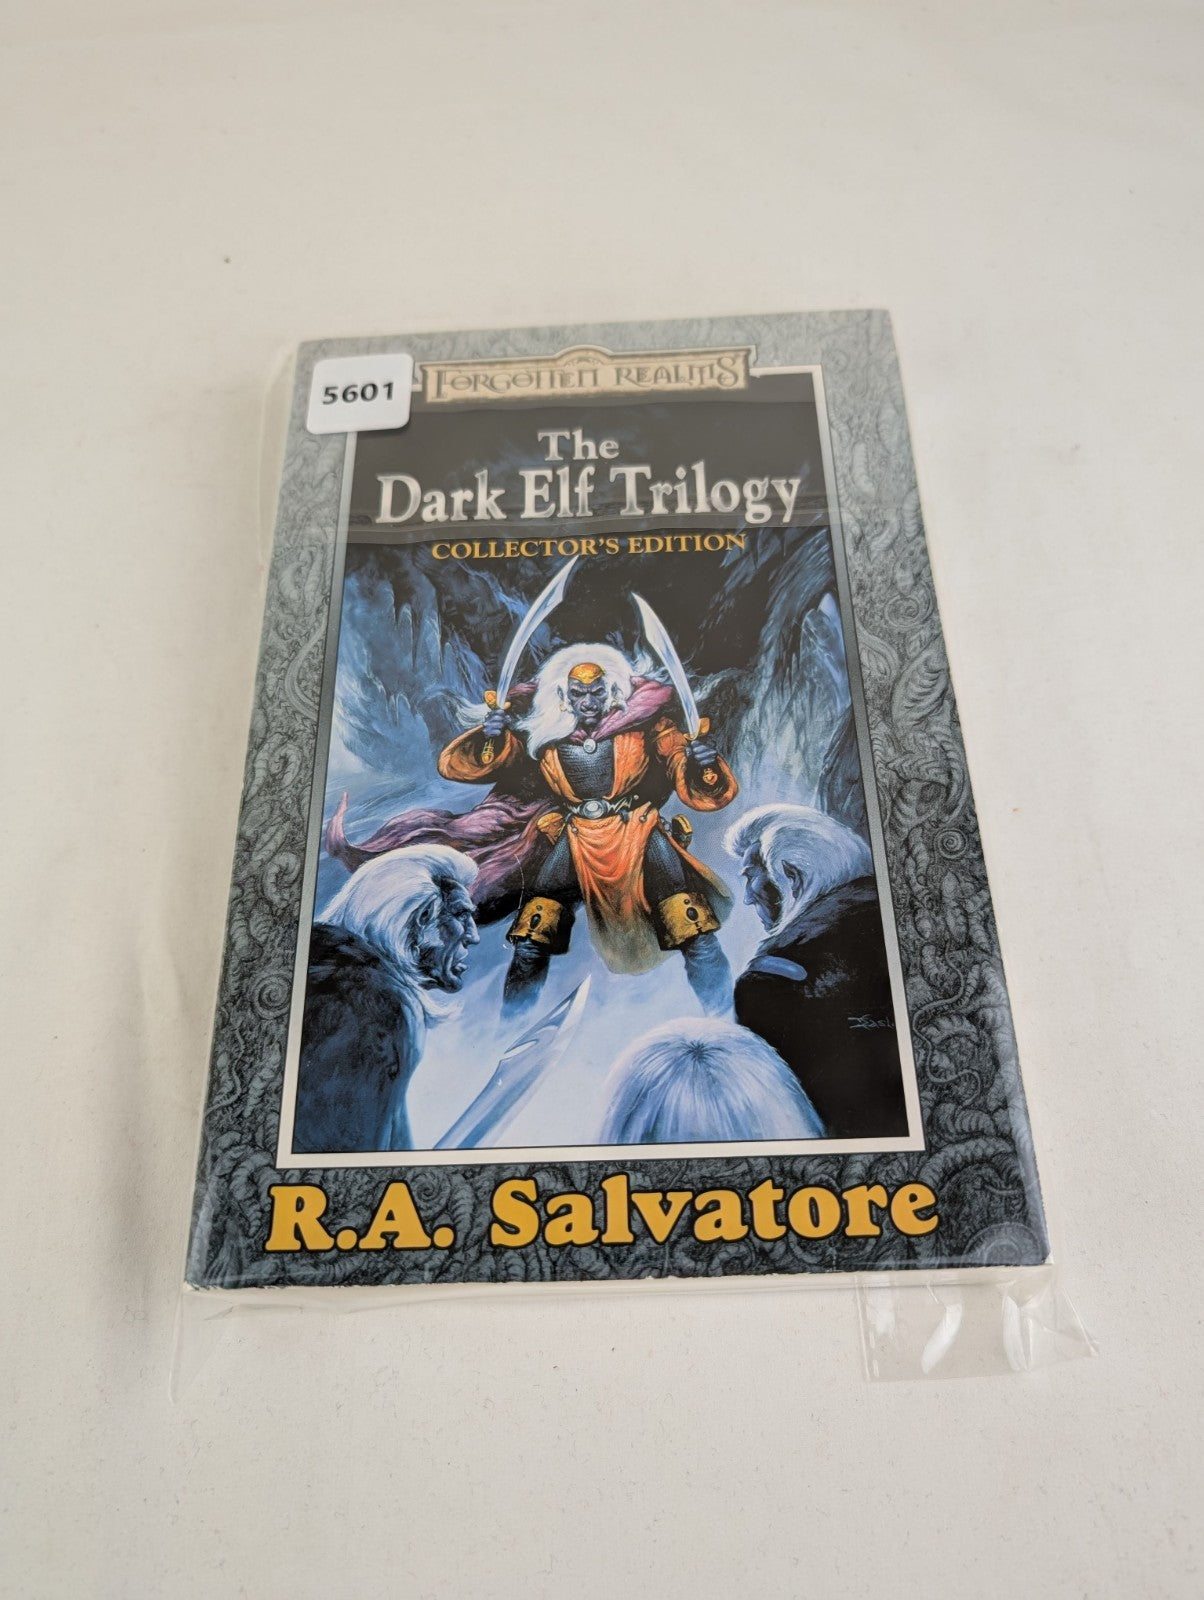 5601
FORGOTTEN REALMS
The
Dark Elf Trilogy
COLLECTOR'S EDITION
R.A. Salvatore